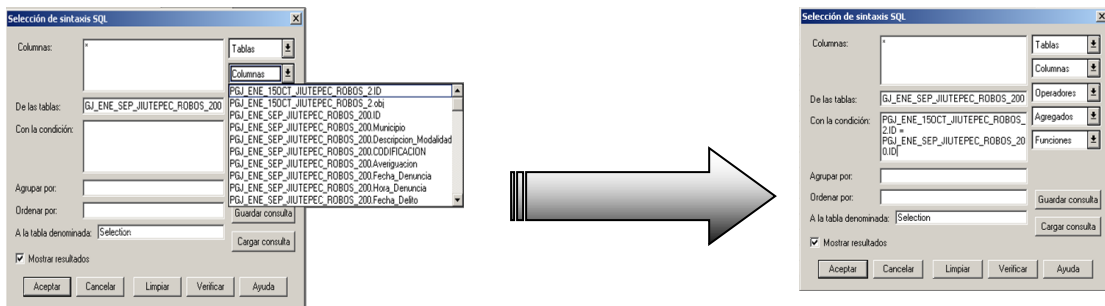 Selección de sintaxis SQL
Columnas:
*
Tablas
Columnas
PGJ_ENE_15OCT_JIUTEPEC_ROBOS_2.ID
PGJ_ENE_15OCT_JIUTEPEC_ROBOS_2.obj
PGJ_ENE_SEP_JIUTEPEC_ROBOS_200.ID
PGJ_ENE_SEP_JIUTEPEC_ROBOS_200.Municipio
PGJ_ENE_SEP_JIUTEPEC_ROBOS_200.Descripcion_Modalidad
PGJ_ENE_SEP_JIUTEPEC_ROBOS_200.CODIFICACION
PGJ_ENE_SEP_JIUTEPEC_ROBOS_200.Averiguacion
PGJ_ENE_SEP_JIUTEPEC_ROBOS_200.Fecha_Denuncia
PGJ_ENE_SEP_JIUTEPEC_ROBOS_200.Hora_Denuncia
PGJ_ENE_SEP_JIUTEPEC_ROBOS_200.Fecha_Delito
De las tablas:
GJ_ENE_SEP_JIUTEPEC_ROBOS_200
Con la condición:
Agrupar por:
Ordenar por:
Guardar consulta
A la tabla denominada: Selection
Cargar consulta
Mostrar resultados
Aceptar Cancelar Limpiar Verificar Ayuda
Selección de sintaxis SQL
Columnas:
*
Tablas
Columnas
De las tablas:
GJ_ENE_SEP_JIUTEPEC_ROBOS_200
Operadores
Con la condición:
PGJ_ENE_15OCT_JIUTEPEC_ROBOS_
2.ID =
PGJ_ENE_SEP_JIUTEPEC_ROBOS_20
0.ID
Agregados
Funciones
Agrupar por:
Ordenar por:
Guardar consulta
A la tabla denominada: Selection
Cargar consulta
Mostrar resultados
Aceptar Cancelar Limpiar Verificar Ayuda